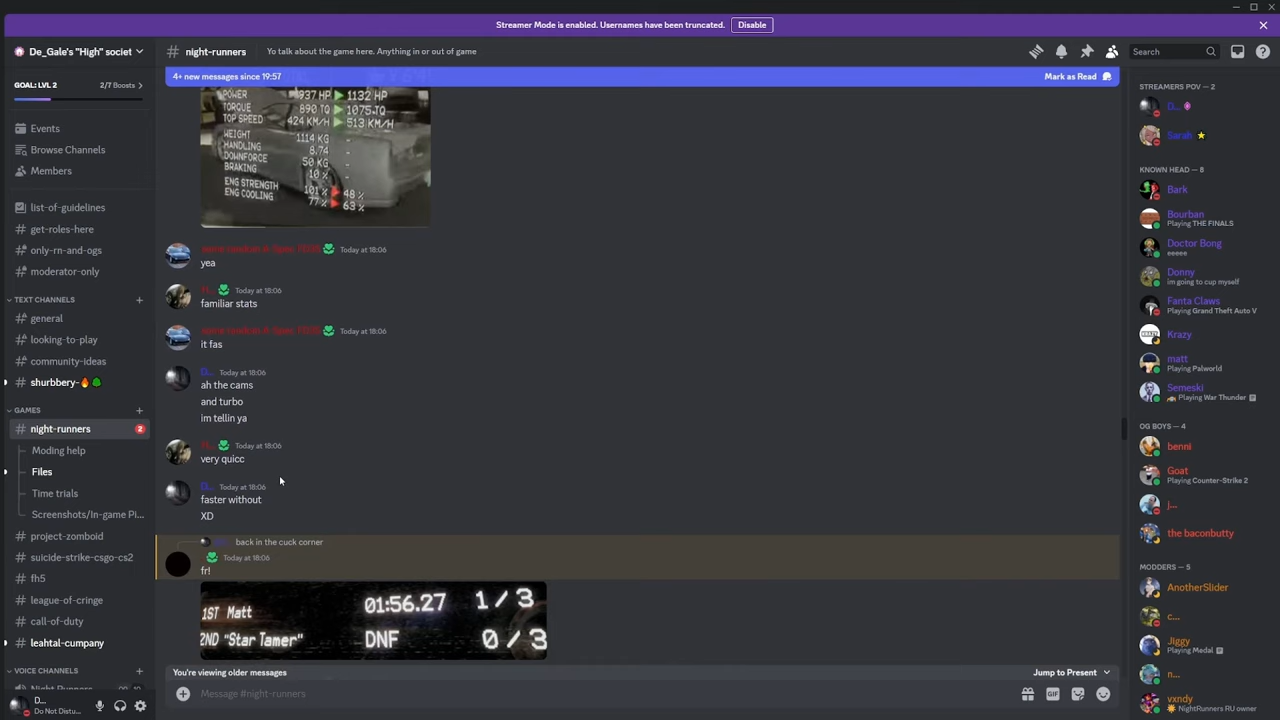 Streamer Mode is enabled. Usernames have been truncated. Disable
De_Gale's "High" societ
night-runners
Yo talk about the game here. Anything in or out of game
Search
GOAL: LVL 2
2/7 Boosts
Events
Browse Channels
Members
list-of-guidelines
get-roles-here
only-rn-and-ogs
moderator-only
TEXT CHANNELS
general
looking-to-play
community-ideas
shurbbery-🔥🌳
GAMES
night-runners 2
Moding help
Files
Time trials
Screenshots/In-game Pi...
project-zomboid
suicide-strike-csgo-cs2
fh5
league-of-cringe
call-of-duty
leahtal-cumpany
VOICE CHANNELS
D...
Do Not Distu...
4+ new messages since 19:57
Mark as Read
POWER 937 HP 1132 HP
TORQUE 890 TQ 1075 TQ
TOP SPEED 424 KM/H 513 KM/H
WEIGHT 1114 KG -
HANDLING 8.74 -
DOWNFORCE 50 KG -
BRAKING 10 % -
ENG STRENGTH 101 % 48 %
ENG COOLING 77 % 63 %
Today at 18:06
yea
H... Today at 18:06
familiar stats
Today at 18:06
it fas
D... Today at 18:06
ah the cams
and turbo
im tellin ya
H... Today at 18:06
very quicc
D... Today at 18:06
faster without
XD
back in the cuck corner
Today at 18:06
fr!
1ST Matt 01:56.27 1/3
2ND "Star Tamer" DNF 0/3
You're viewing older messages
Jump to Present
Message #night-runners
GIF
STREAMERS POV – 2
D...
Sarah
KNOWN HEAD – 8
Bark
Bourban
Playing THE FINALS
Doctor Bong
eeeee
Donny
im going to cup myself
Fanta Claws
Playing Grand Theft Auto V
KRAZY
Krazy
matt
Playing Palworld
Semeski
Playing War Thunder
OG BOYS – 4
benni
Goat
Playing Counter-Strike 2
j...
the baconbutty
MODDERS – 5
AnotherSlider
c...
Jiggy
Playing Medal
n...
vxndy
NightRunners RU owner